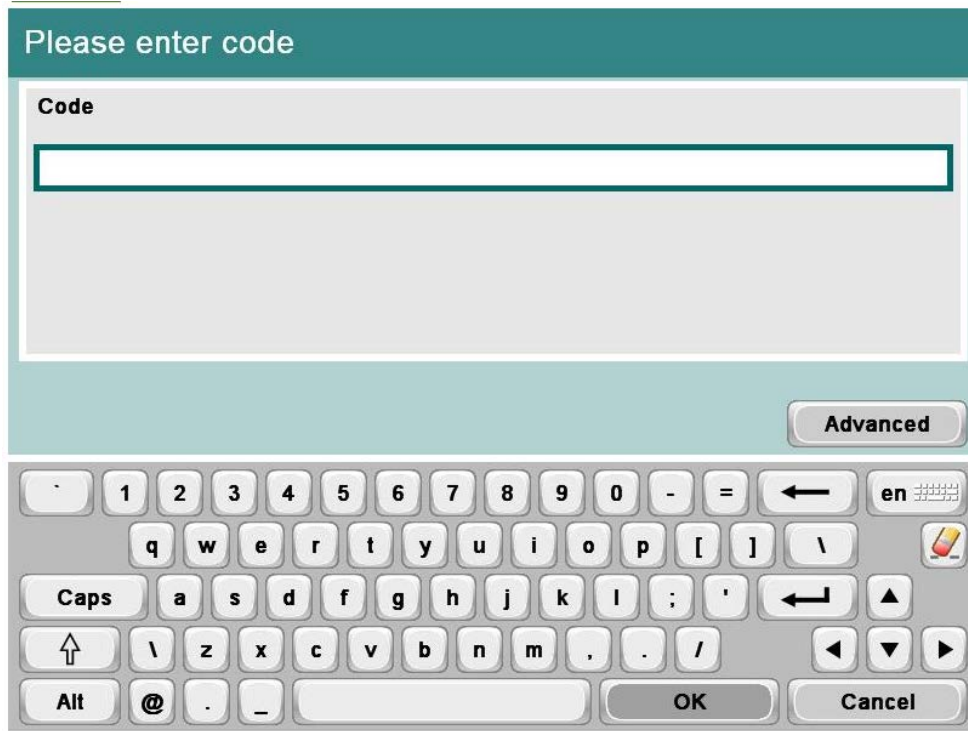 Please enter code
Code
Advanced
` 1 2 3 4 5 6 7 8 9 0 - = en
q w e r t y u i o p [ ] \
Caps a s d f g h j k l ; '
\ z x c v b n m , . /
Alt @ . _ OK Cancel